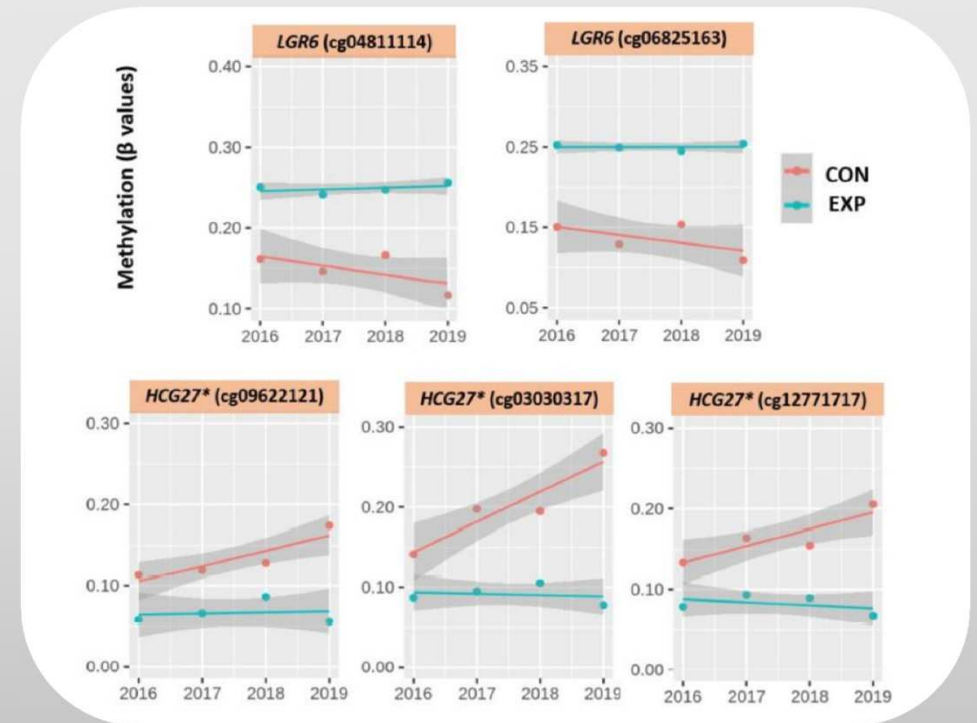 LGR6 (cg04811114)
LGR6 (cg06825163)
Methylation (β values)
0.40
0.30
0.20
0.10
2016 2017 2018 2019
0.35
0.25
0.15
0.05
2016 2017 2018 2019
CON
EXP
HCG27* (cg09622121)
HCG27* (cg03030317)
HCG27* (cg12771717)
0.30
0.20
0.10
0.00
2016 2017 2018 2019
0.30
0.20
0.10
0.00
2016 2017 2018 2019
0.30
0.20
0.10
0.00
2016 2017 2018 2019